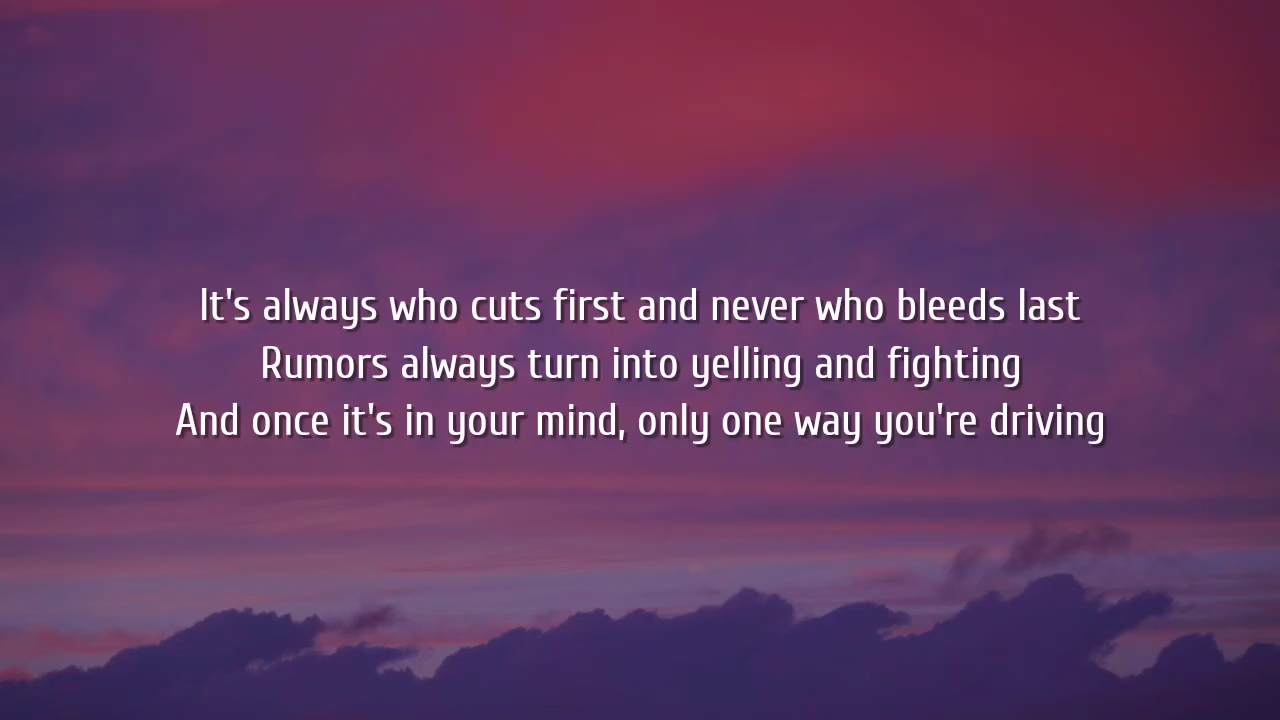 It's always who cuts first and never who bleeds last
Rumors always turn into yelling and fighting
And once it's in your mind, only one way you're driving